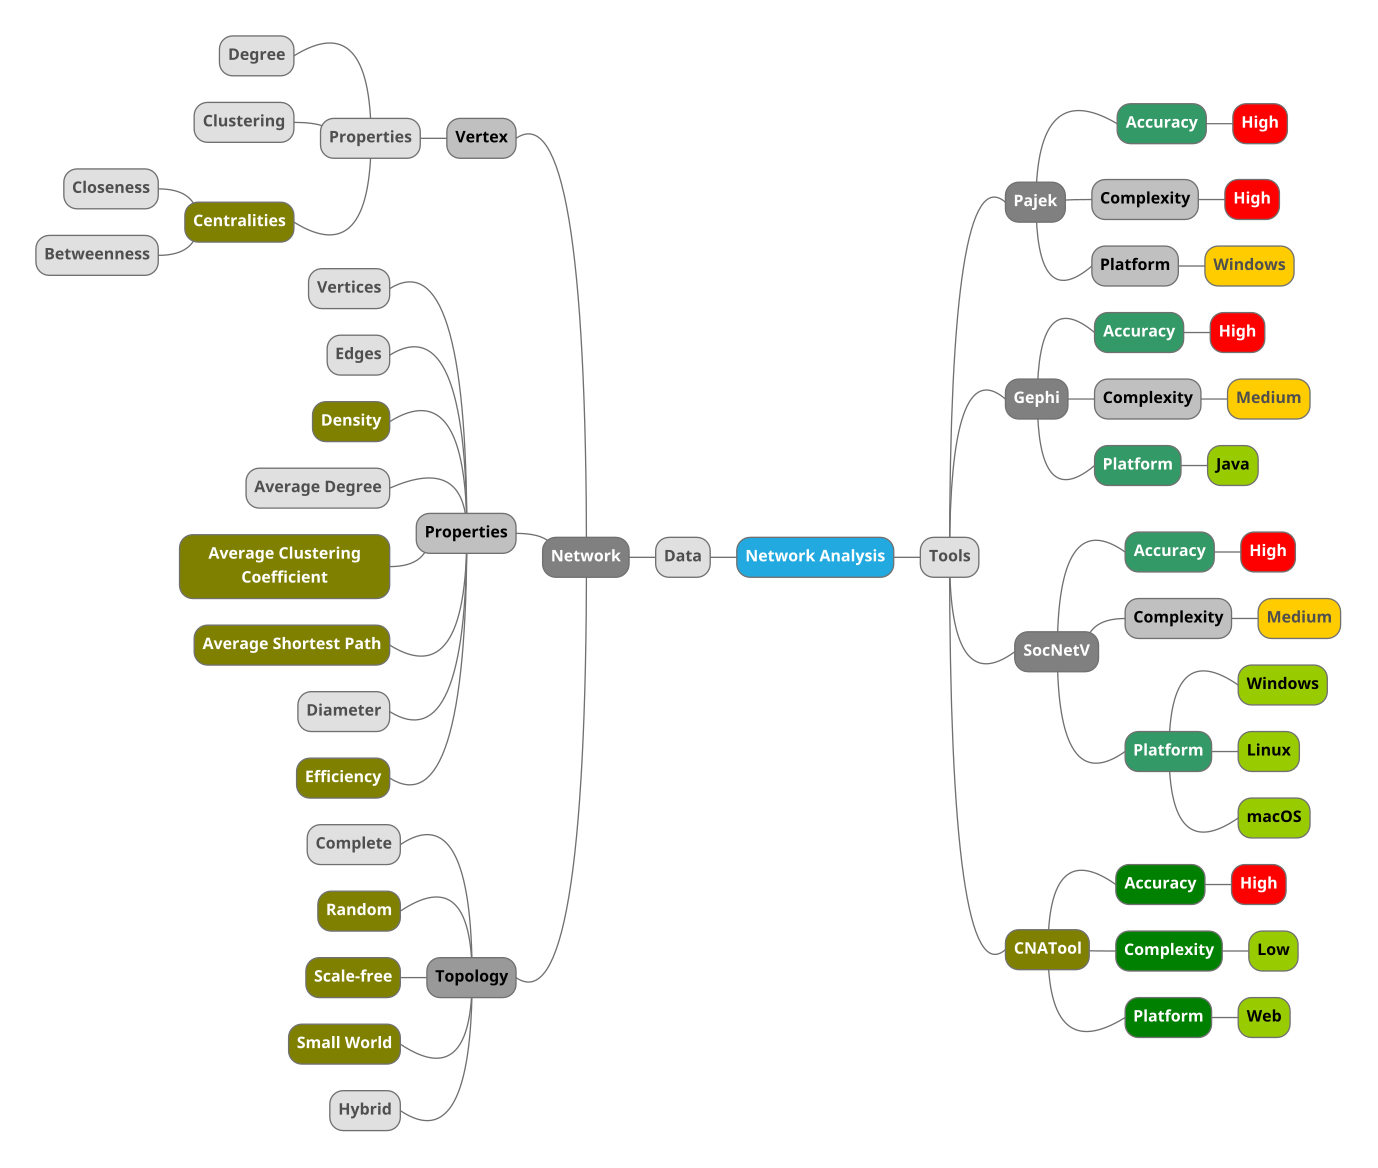 Network Analysis
Data
Network
Vertex
Properties
Degree
Clustering
Centralities
Closeness
Betweenness
Properties
Vertices
Edges
Density
Average Degree
Average Clustering
Coefficient
Average Shortest Path
Diameter
Efficiency
Topology
Complete
Random
Scale-free
Small World
Hybrid
Tools
Pajek
Accuracy
High
Complexity
High
Platform
Windows
Gephi
Accuracy
High
Complexity
Medium
Platform
Java
SocNetV
Accuracy
High
Complexity
Medium
Platform
Windows
Linux
macOS
CNATool
Accuracy
High
Complexity
Low
Platform
Web